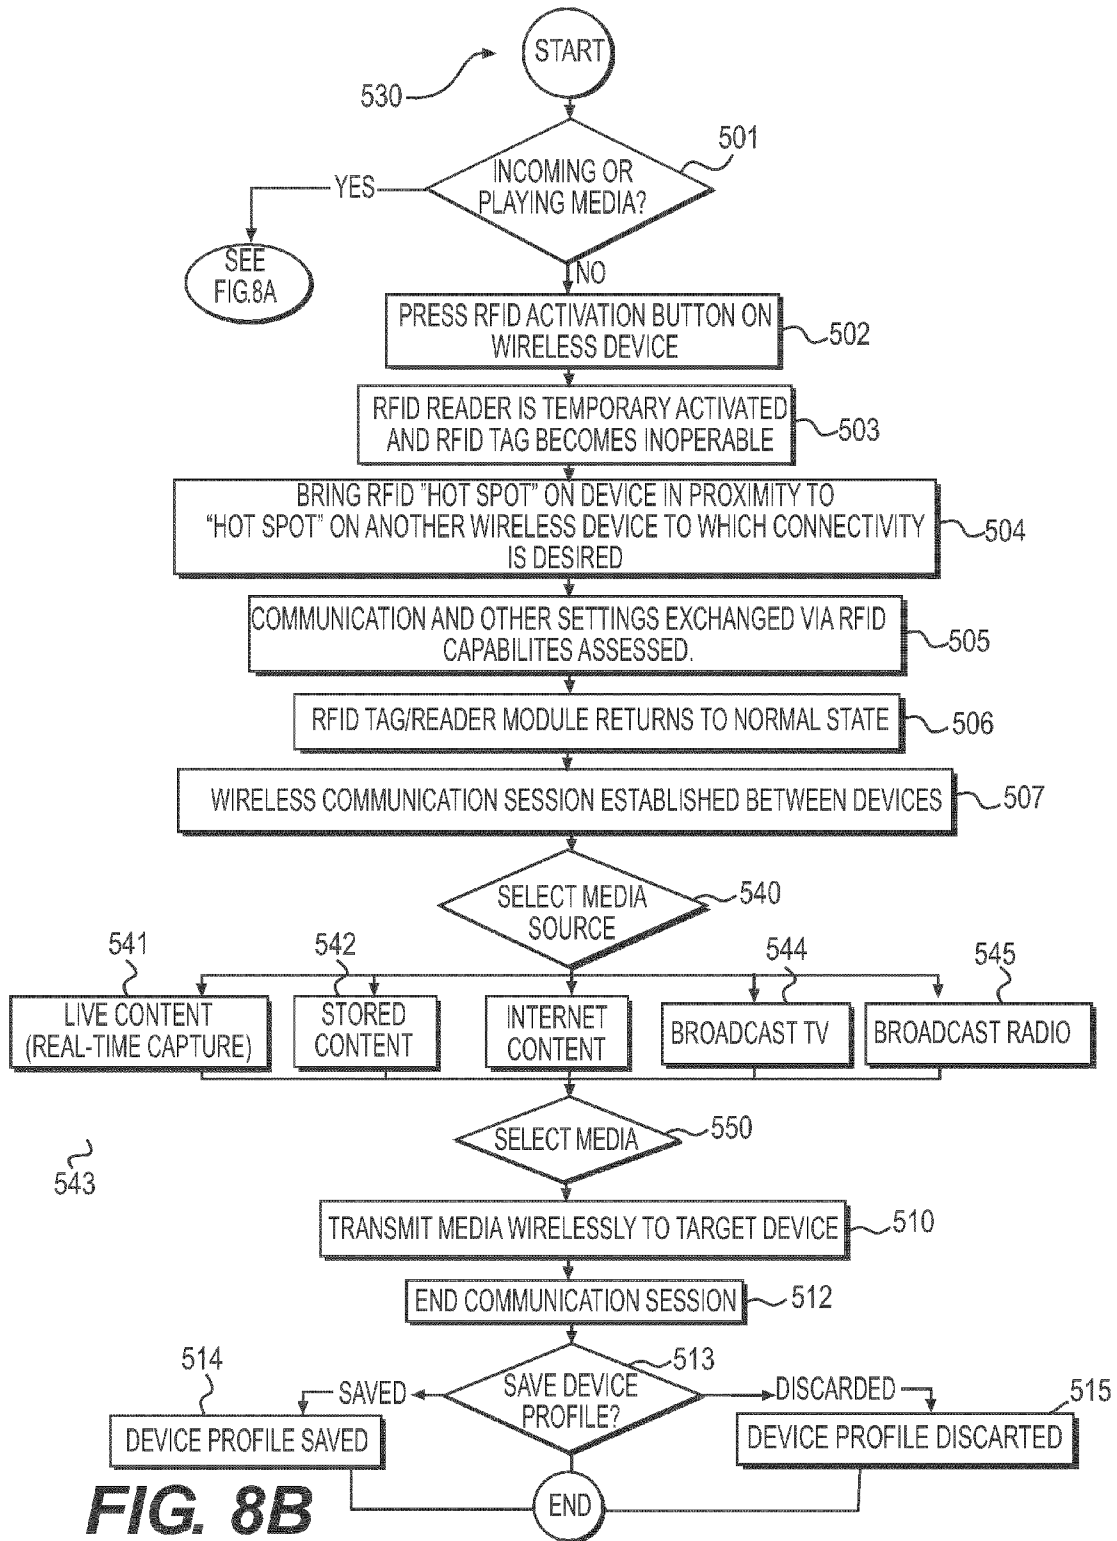 START
530
501
INCOMING OR
PLAYING MEDIA?
YES
SEE
FIG.8A
NO
PRESS RFID ACTIVATION BUTTON ON
WIRELESS DEVICE
502
RFID READER IS TEMPORARY ACTIVATED
AND RFID TAG BECOMES INOPERABLE
503
BRING RFID "HOT SPOT" ON DEVICE IN PROXIMITY TO
"HOT SPOT" ON ANOTHER WIRELESS DEVICE TO WHICH CONNECTIVITY
IS DESIRED
504
COMMUNICATION AND OTHER SETTINGS EXCHANGED VIA RFID
CAPABILITES ASSESSED.
505
RFID TAG/READER MODULE RETURNS TO NORMAL STATE
506
WIRELESS COMMUNICATION SESSION ESTABLISHED BETWEEN DEVICES
507
SELECT MEDIA
SOURCE
540
541
542
544
545
LIVE CONTENT
(REAL-TIME CAPTURE)
STORED
CONTENT
INTERNET
CONTENT
BROADCAST TV
BROADCAST RADIO
SELECT MEDIA
550
543
TRANSMIT MEDIA WIRELESSLY TO TARGET DEVICE
510
END COMMUNICATION SESSION
512
513
SAVE DEVICE
PROFILE?
514
SAVED
DISCARDED
515
DEVICE PROFILE SAVED
DEVICE PROFILE DISCARTED
END
FIG. 8B